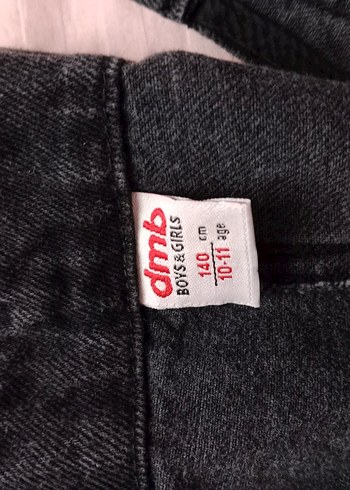 dmb
BOYS & GIRLS
140 cm
10-11 age